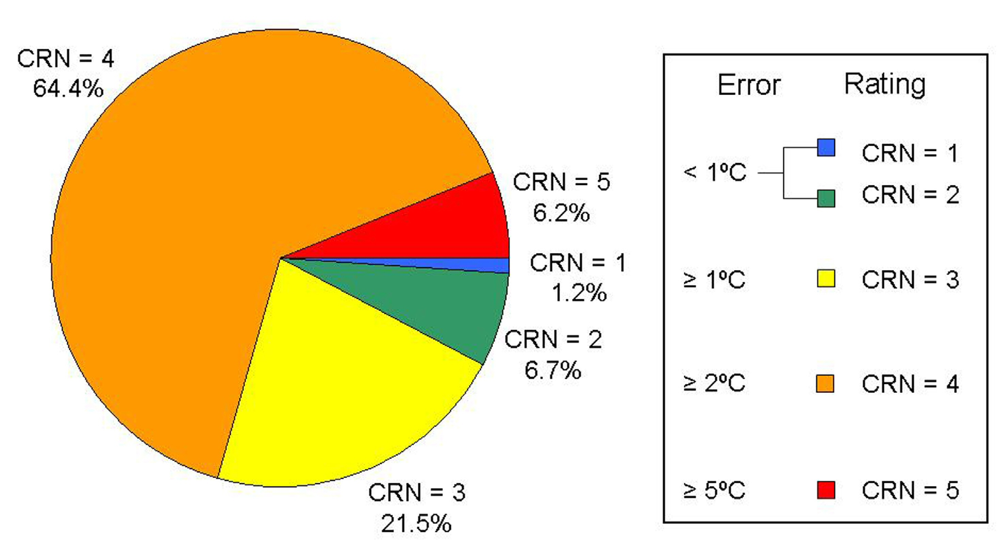 CRN = 4
64.4%
CRN = 5
6.2%
CRN = 1
1.2%
CRN = 2
6.7%
CRN = 3
21.5%
Error Rating
< 1ºC
CRN = 1
CRN = 2
≥ 1ºC CRN = 3
≥ 2ºC CRN = 4
≥ 5ºC CRN = 5